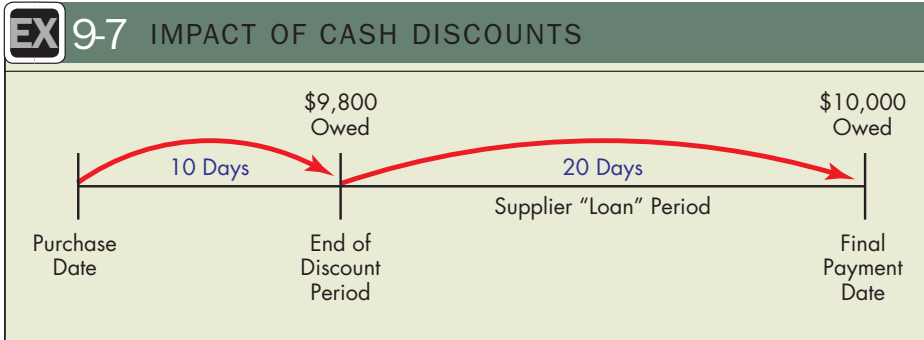 EX 9-7 IMPACT OF CASH DISCOUNTS
$9,800
Owed
$10,000
Owed
10 Days
20 Days
Supplier “Loan” Period
Purchase
Date
End of
Discount
Period
Final
Payment
Date